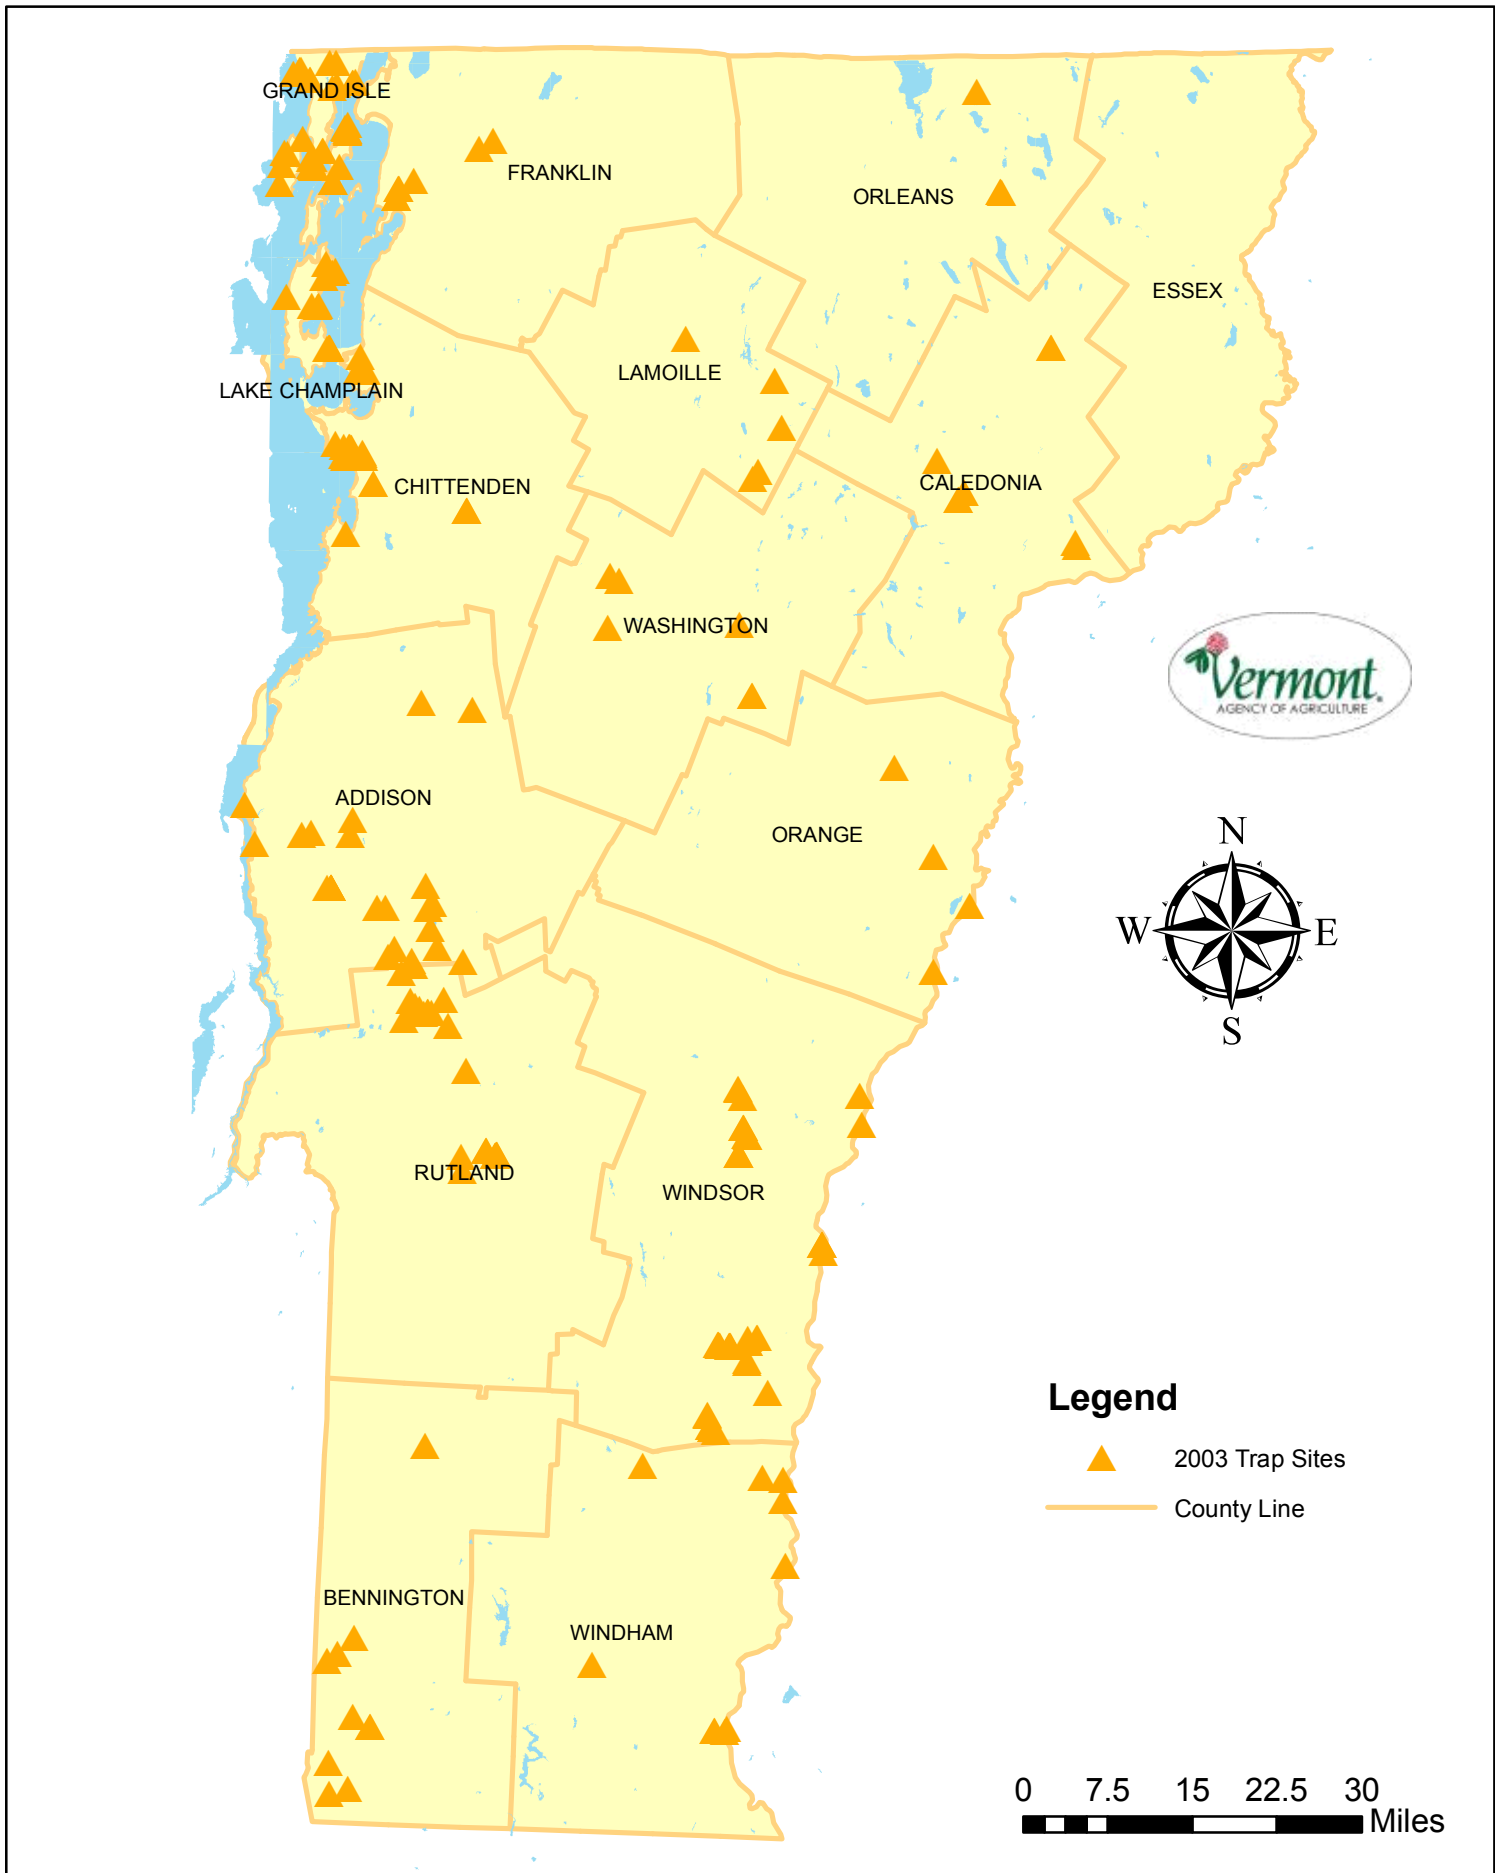 GRAND ISLE
FRANKLIN
ORLEANS
ESSEX
LAMOILLE
LAKE CHAMPLAIN
CHITTENDEN
CALEDONIA
WASHINGTON
Vermont
AGENCY OF AGRICULTURE
ADDISON
ORANGE
N
W
E
S
RUTLAND
WINDSOR
Legend
2003 Trap Sites
County Line
BENNINGTON
WINDHAM
0 7.5 15 22.5 30
Miles